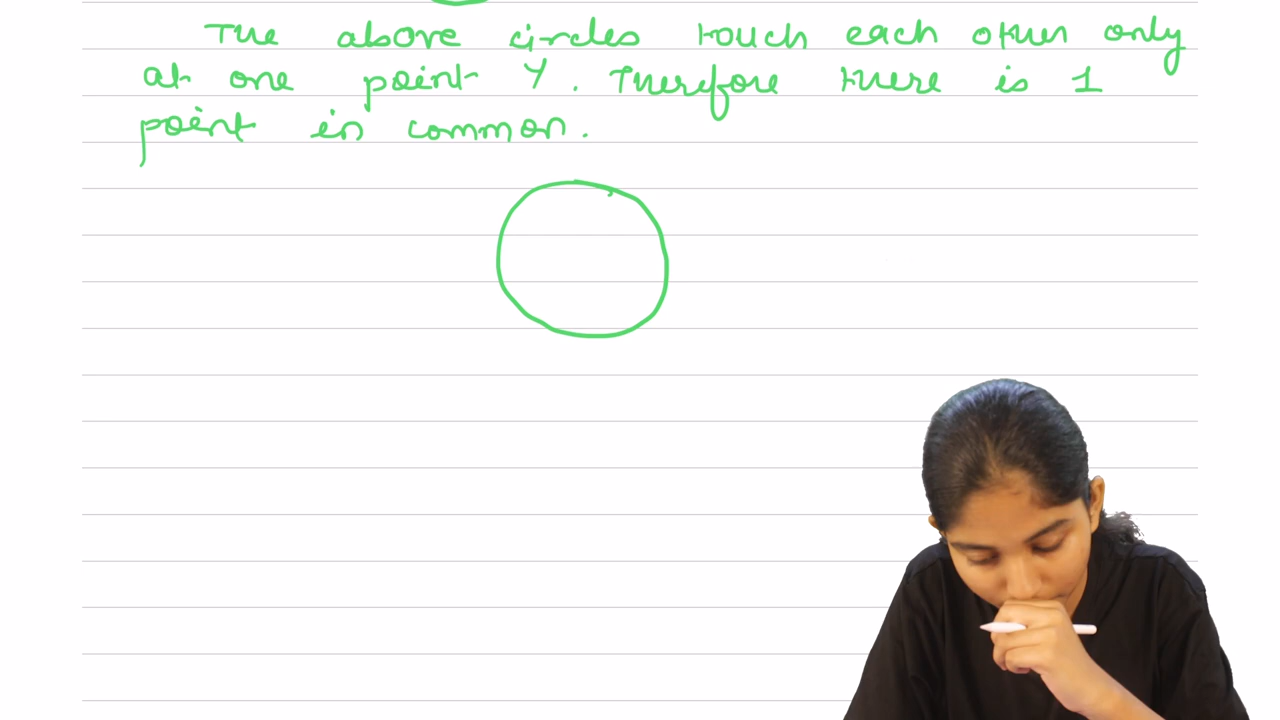 The above circles touch each other only
at one point Y. Therefore there is 1
point in common.